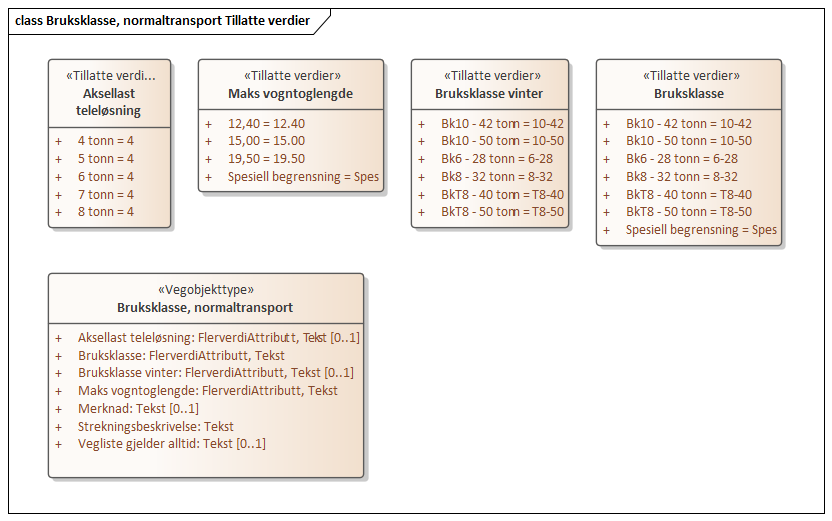 class Bruksklasse, normaltransport Tillatte verdier
«Tillatte verdi...
Aksellast
teleløsning
+ 4 tonn = 4
+ 5 tonn = 4
+ 6 tonn = 4
+ 7 tonn = 4
+ 8 tonn = 4
«Tillatte verdier»
Maks vogntoglengde
+ 12,40 = 12.40
+ 15,00 = 15.00
+ 19,50 = 19.50
+ Spesiell begrensning = Spes
«Tillatte verdier»
Bruksklasse vinter
+ Bk10 - 42 tonn = 10-42
+ Bk10 - 50 tonn = 10-50
+ Bk6 - 28 tonn = 6-28
+ Bk8 - 32 tonn = 8-32
+ BkT8 - 40 tonn = T8-40
+ BkT8 - 50 tonn = T8-50
«Tillatte verdier»
Bruksklasse
+ Bk10 - 42 tonn = 10-42
+ Bk10 - 50 tonn = 10-50
+ Bk6 - 28 tonn = 6-28
+ Bk8 - 32 tonn = 8-32
+ BkT8 - 40 tonn = T8-40
+ BkT8 - 50 tonn = T8-50
+ Spesiell begrensning = Spes
«Vegobjekttype»
Bruksklasse, normaltransport
+ Aksellast teleløsning: FlerverdiAttributt, Tekst [0..1]
+ Bruksklasse: FlerverdiAttributt, Tekst
+ Bruksklasse vinter: FlerverdiAttributt, Tekst [0..1]
+ Maks vogntoglengde: FlerverdiAttributt, Tekst
+ Merknad: Tekst [0..1]
+ Strekningsbeskrivelse: Tekst
+ Vegliste gjelder alltid: Tekst [0..1]